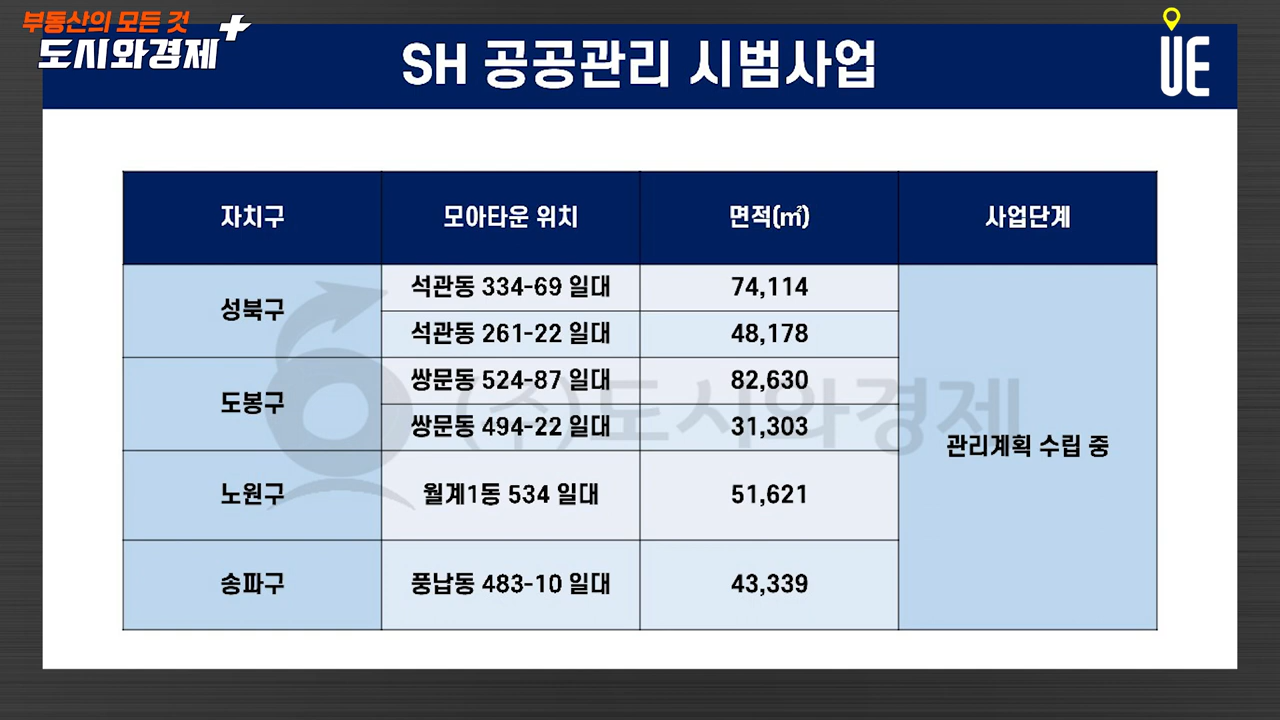 부동산의 모든 것
도시와경제+
SH 공공관리 시범사업
UE
자치구 모아타운 위치 면적(㎡) 사업단계
성북구 석관동 334-69 일대 74,114
석관동 261-22 일대 48,178
도봉구 쌍문동 524-87 일대 82,630
쌍문동 494-22 일대 31,303
관리계획 수립 중
노원구 월계1동 534 일대 51,621
송파구 풍납동 483-10 일대 43,339
(주)도시와경제